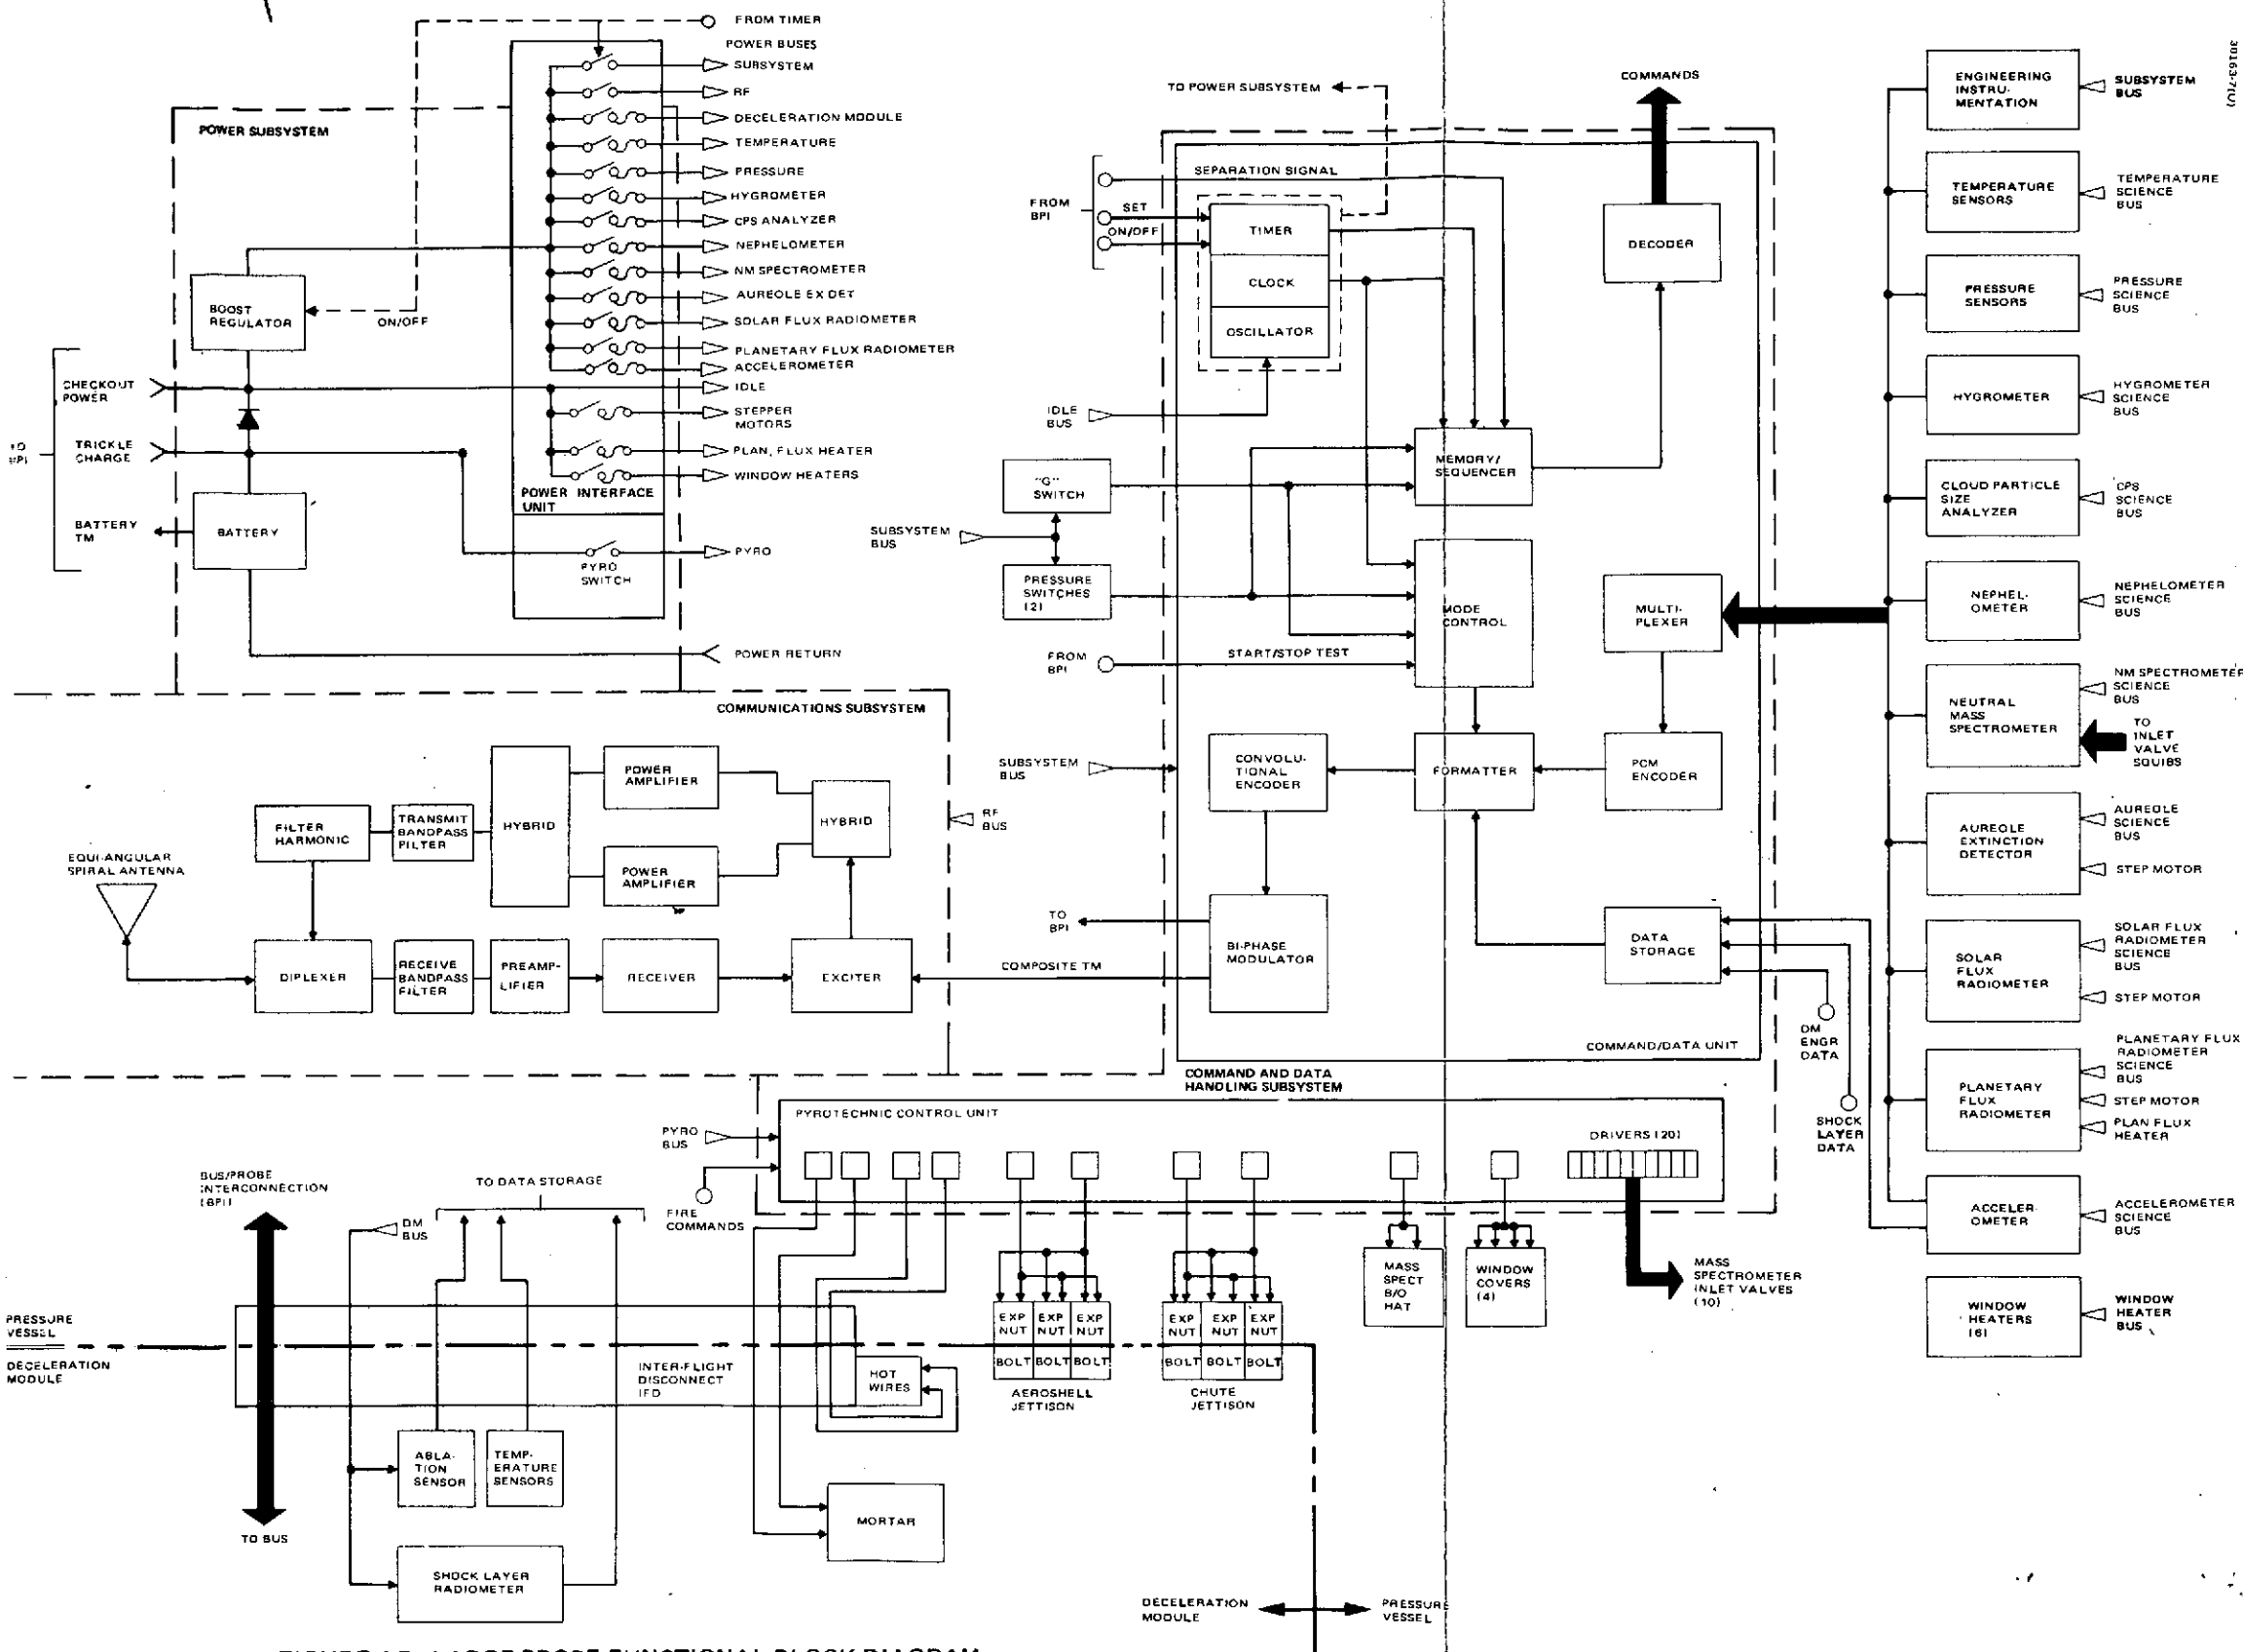 FROM TIMER
POWER BUSES
SUBSYSTEM
RF
DECELERATION MODULE
TEMPERATURE
PRESSURE
HYGROMETER
CPS ANALYZER
NEPHELOMETER
NM SPECTROMETER
AUREOLE EX DET
SOLAR FLUX RADIOMETER
PLANETARY FLUX RADIOMETER
ACCELEROMETER
IDLE
STEPPER
MOTORS
PLAN, FLUX HEATER
WINDOW HEATERS
POWER INTERFACE
UNIT
PYRO
PYRO
SWITCH
POWER RETURN
POWER SUBSYSTEM
BOOST
REGULATOR
ON/OFF
CHECKOUT
POWER
TO
BPI
TRICKLE
CHARGE
BATTERY
TM
BATTERY
COMMUNICATIONS SUBSYSTEM
POWER
AMPLIFIER
HYBRID
HYBRID
TRANSMIT
BANDPASS
FILTER
FILTER
HARMONIC
POWER
AMPLIFIER
RF
BUS
EQUI-ANGULAR
SPIRAL ANTENNA
DIPLEXER
RECEIVE
BANDPASS
FILTER
PREAMP-
LIFIER
RECEIVER
EXCITER
COMPOSITE TM
TO POWER SUBSYSTEM
COMMANDS
FROM
BPI
SEPARATION SIGNAL
SET
ON/OFF
TIMER
CLOCK
OSCILLATOR
DECODER
IDLE
BUS
MEMORY/
SEQUENCER
"G"
SWITCH
SUBSYSTEM
BUS
PRESSURE
SWITCHES
(2)
MODE
CONTROL
MULTI-
PLEXER
FROM
BPI
START/STOP TEST
SUBSYSTEM
BUS
CONVOLU-
TIONAL
ENCODER
FORMATTER
PCM
ENCODER
TO
BPI
BI-PHASE
MODULATOR
DATA
STORAGE
DM
ENGR
DATA
COMMAND/DATA UNIT
COMMAND AND DATA
HANDLING SUBSYSTEM
SHOCK
LAYER
DATA
30163-7(U)
ENGINEERING
INSTRU-
MENTATION
SUBSYSTEM
BUS
TEMPERATURE
SENSORS
TEMPERATURE
SCIENCE
BUS
PRESSURE
SENSORS
PRESSURE
SCIENCE
BUS
HYGROMETER
HYGROMETER
SCIENCE
BUS
CLOUD PARTICLE
SIZE
ANALYZER
CPS
SCIENCE
BUS
NEPHEL-
OMETER
NEPHELOMETER
SCIENCE
BUS
NEUTRAL
MASS
SPECTROMETER
NM SPECTROMETER
SCIENCE
BUS
TO
INLET
VALVE
SQUIBS
AUREOLE
EXTINCTION
DETECTOR
AUREOLE
SCIENCE
BUS
STEP MOTOR
SOLAR
FLUX
RADIOMETER
SOLAR FLUX
RADIOMETER
SCIENCE
BUS
STEP MOTOR
PLANETARY
FLUX
RADIOMETER
PLANETARY FLUX
RADIOMETER
SCIENCE
BUS
STEP MOTOR
PLAN FLUX
HEATER
ACCELER-
OMETER
ACCELEROMETER
SCIENCE
BUS
WINDOW
HEATERS
(6)
WINDOW
HEATER
BUS
PYROTECHNIC CONTROL UNIT
PYRO
BUS
DRIVERS (20)
FIRE
COMMANDS
BUS/PROBE
INTERCONNECTION
(BPI)
TO DATA STORAGE
DM
BUS
MASS
SPECT
B/O
HAT
WINDOW
COVERS
(4)
MASS
SPECTROMETER
INLET VALVES
(10)
EXP
NUT
EXP
NUT
EXP
NUT
BOLT
BOLT
BOLT
AEROSHELL
JETTISON
EXP
NUT
EXP
NUT
EXP
NUT
BOLT
BOLT
BOLT
CHUTE
JETTISON
PRESSURE
VESSEL
DECELERATION
MODULE
INTER-FLIGHT
DISCONNECT
IFD
HOT
WIRES
ABLA-
TION
SENSOR
TEMP-
ERATURE
SENSORS
MORTAR
TO BUS
SHOCK LAYER
RADIOMETER
DECELERATION
MODULE
PRESSURE
VESSEL
PROBE FUNCTIONAL BLOCK DIAGRAM